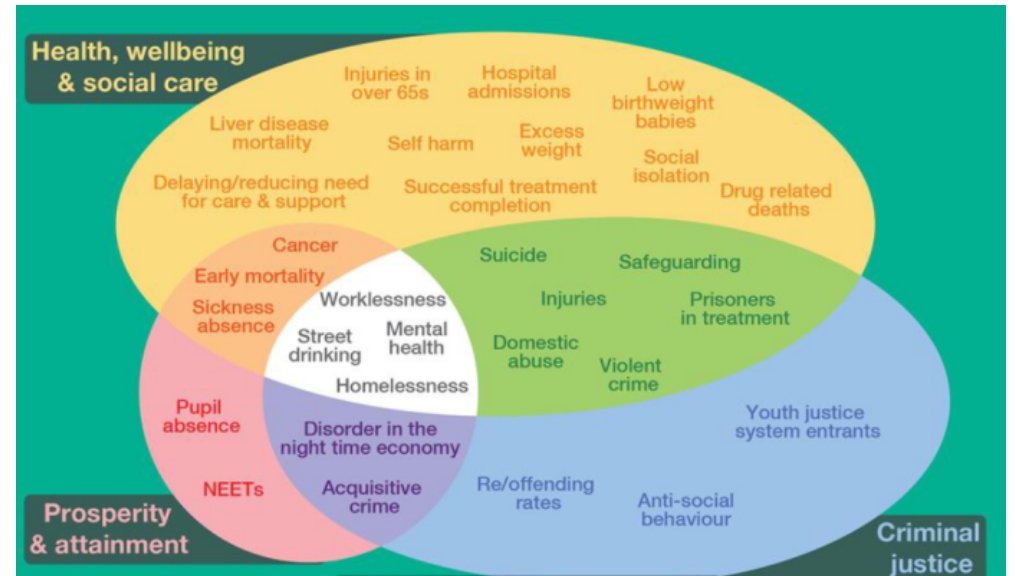 Health, wellbeing
& social care
Injuries in
over 65s
Hospital
admissions
Low
birthweight
babies
Liver disease
mortality
Self harm
Excess
weight
Social
isolation
Delaying/reducing need
for care & support
Successful treatment
completion
Drug related
deaths
Cancer
Early mortality
Sickness
absence
Suicide
Safeguarding
Injuries
Prisoners
in treatment
Domestic
abuse
Violent
crime
Worklessness
Street
drinking
Mental
health
Homelessness
Pupil
absence
NEETs
Disorder in the
night time economy
Acquisitive
crime
Re/offending
rates
Anti-social
behaviour
Youth justice
system entrants
Prosperity
& attainment
Criminal
justice